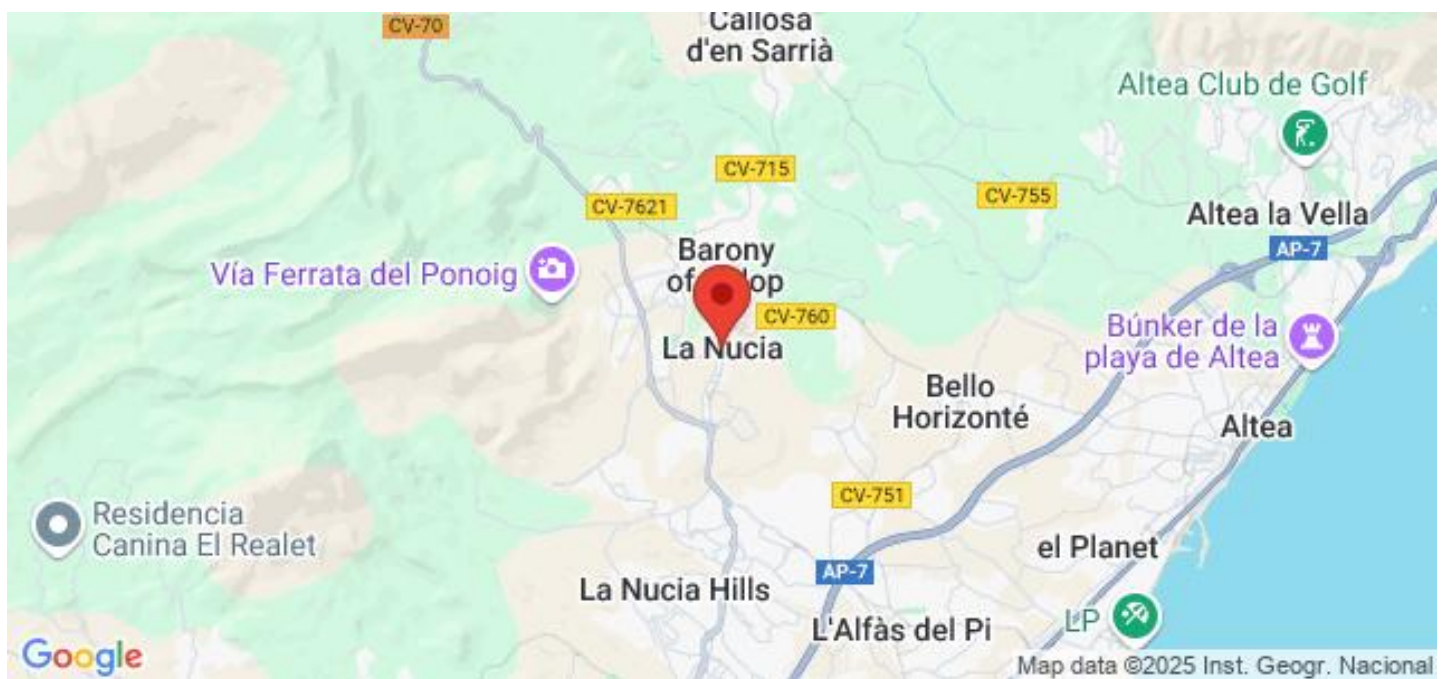 Callosa
d'en Sarrià
CV-70
Altea Club de Golf
CV-715
CV-755
CV-7621
Altea la Vella
AP-7
Barony
of
Vía Ferrata del Ponoig
CV-760
La Nucia
Búnker de la
playa de Altea
Bello
Horizonté
Altea
CV-751
Residencia
Canina El Realet
el Planet
AP-7
La Nucia Hills
L'Alfàs del Pi
LP
Google
Map data ©2025 Inst. Geogr. Nacional